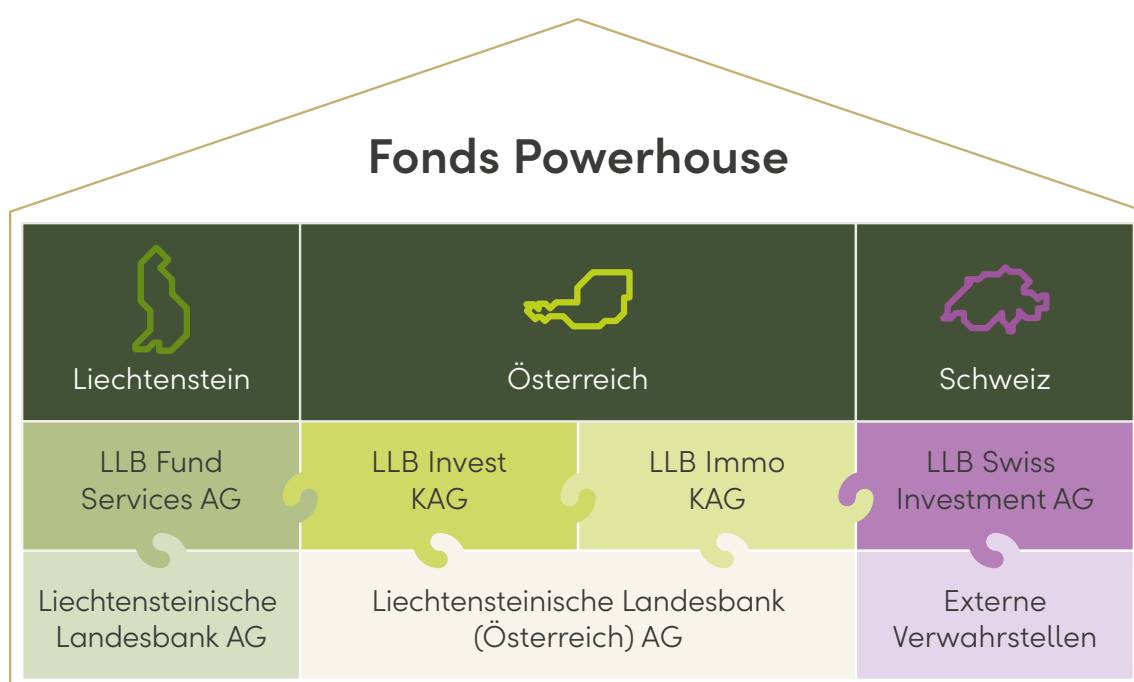 Fonds Powerhouse
Liechtenstein
Österreich
Schweiz
LLB Fund
Services AG
LLB Invest
KAG
LLB Immo
KAG
LLB Swiss
Investment AG
Liechtensteinische
Landesbank AG
Liechtensteinische Landesbank
(Österreich) AG
Externe
Verwahrstellen